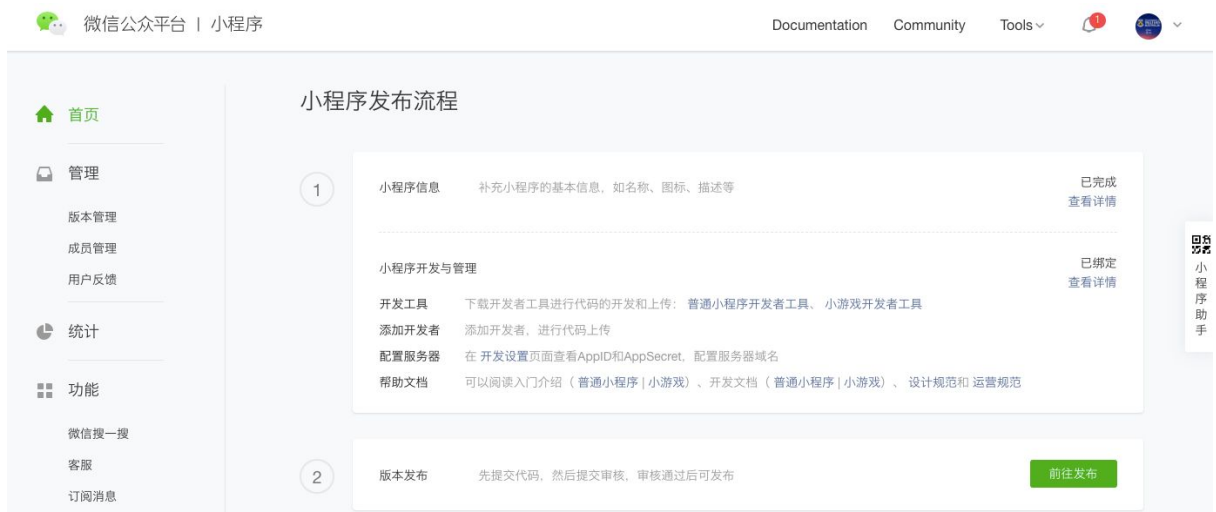 微信公众平台 | 小程序
Documentation Community Tools
1
首页
管理
版本管理
成员管理
用户反馈
统计
功能
微信搜一搜
客服
订阅消息
小程序发布流程
1
小程序信息 补充小程序的基本信息，如名称、图标、描述等 已完成
查看详情
小程序开发与管理 已绑定
查看详情
开发工具 下载开发者工具进行代码的开发和上传： 普通小程序开发者工具、 小游戏开发者工具
添加开发者 添加开发者，进行代码上传
配置服务器 在 开发设置页面查看AppID和AppSecret，配置服务器域名
帮助文档 可以阅读入门介绍（ 普通小程序 | 小游戏）、开发文档（ 普通小程序 | 小游戏）、 设计规范和 运营规范
2
版本发布 先提交代码，然后提交审核，审核通过后可发布 前往发布
小程序助手